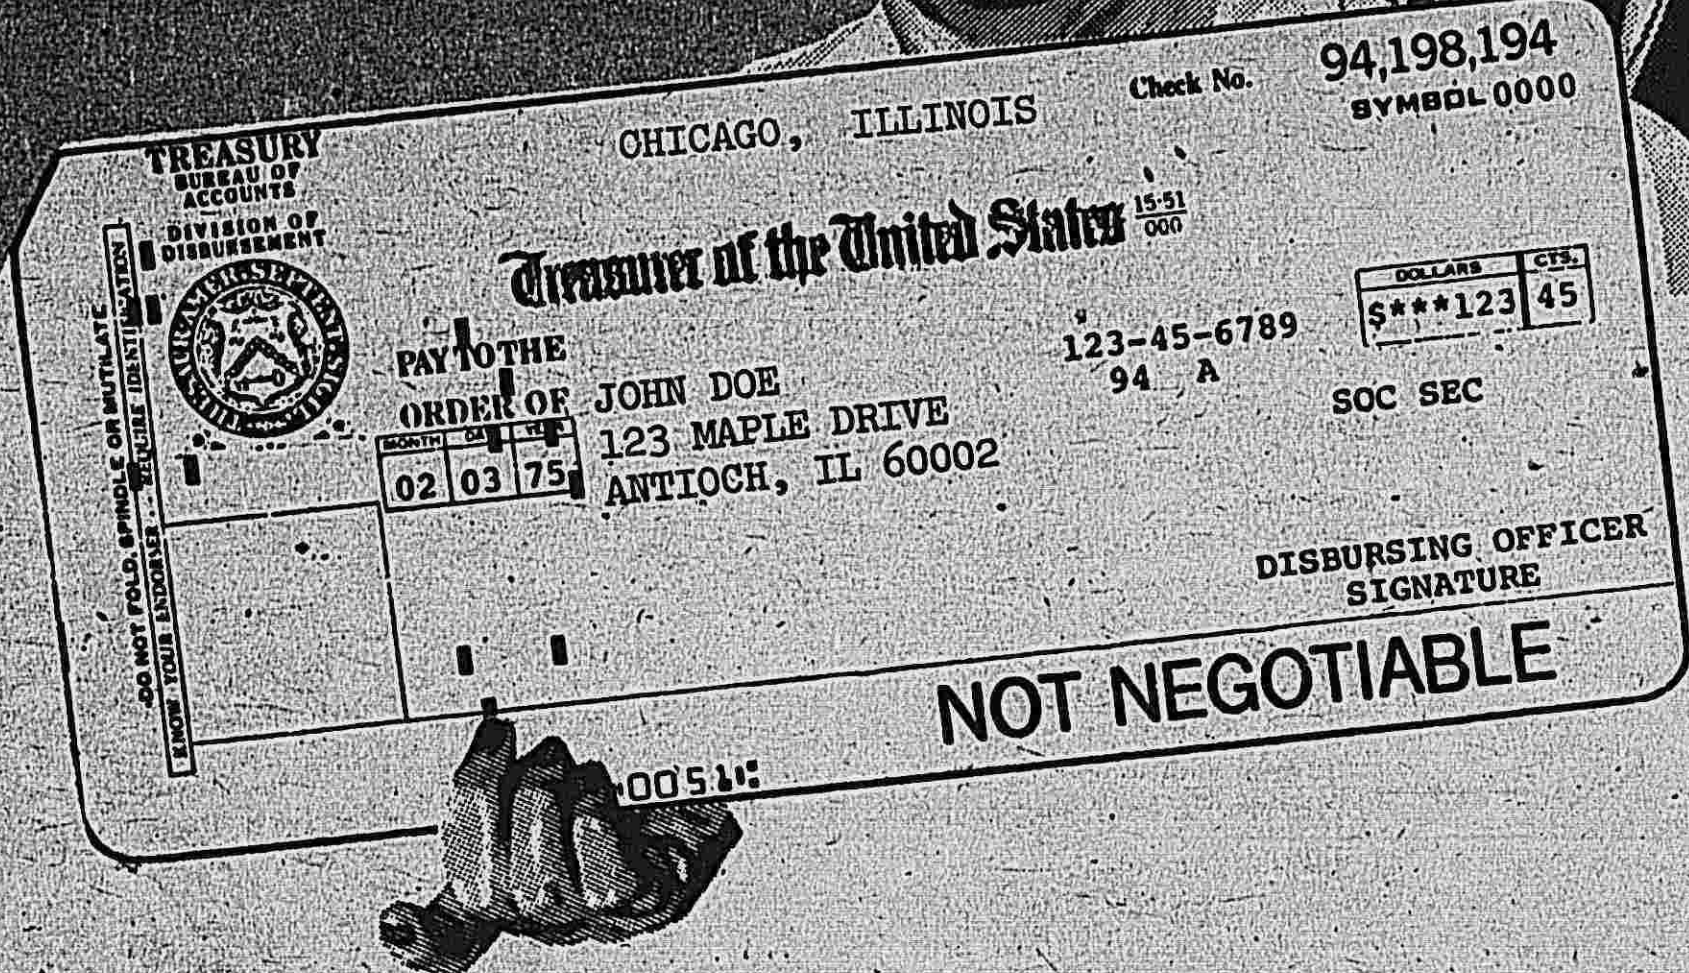 94,198,194
Check No.
SYMBOL 0000
CHICAGO, ILLINOIS
TREASURY
BUREAU OF
ACCOUNTS
DIVISION OF
DISBURSEMENT
Treasurer of the United States 15-51
000
DOLLARS CTS.
$***123 45
PAY TO THE
ORDER OF JOHN DOE
123 MAPLE DRIVE
ANTIOCH, IL 60002
123-45-6789
94 A
SOC SEC
MONTH DAY YEAR
02 03 75
DISBURSING OFFICER
SIGNATURE
NOT NEGOTIABLE
DO NOT FOLD, SPINDLE OR MUTILATE
KNOW YOUR ENDORSER - REQUIRE IDENTIFICATION
0051